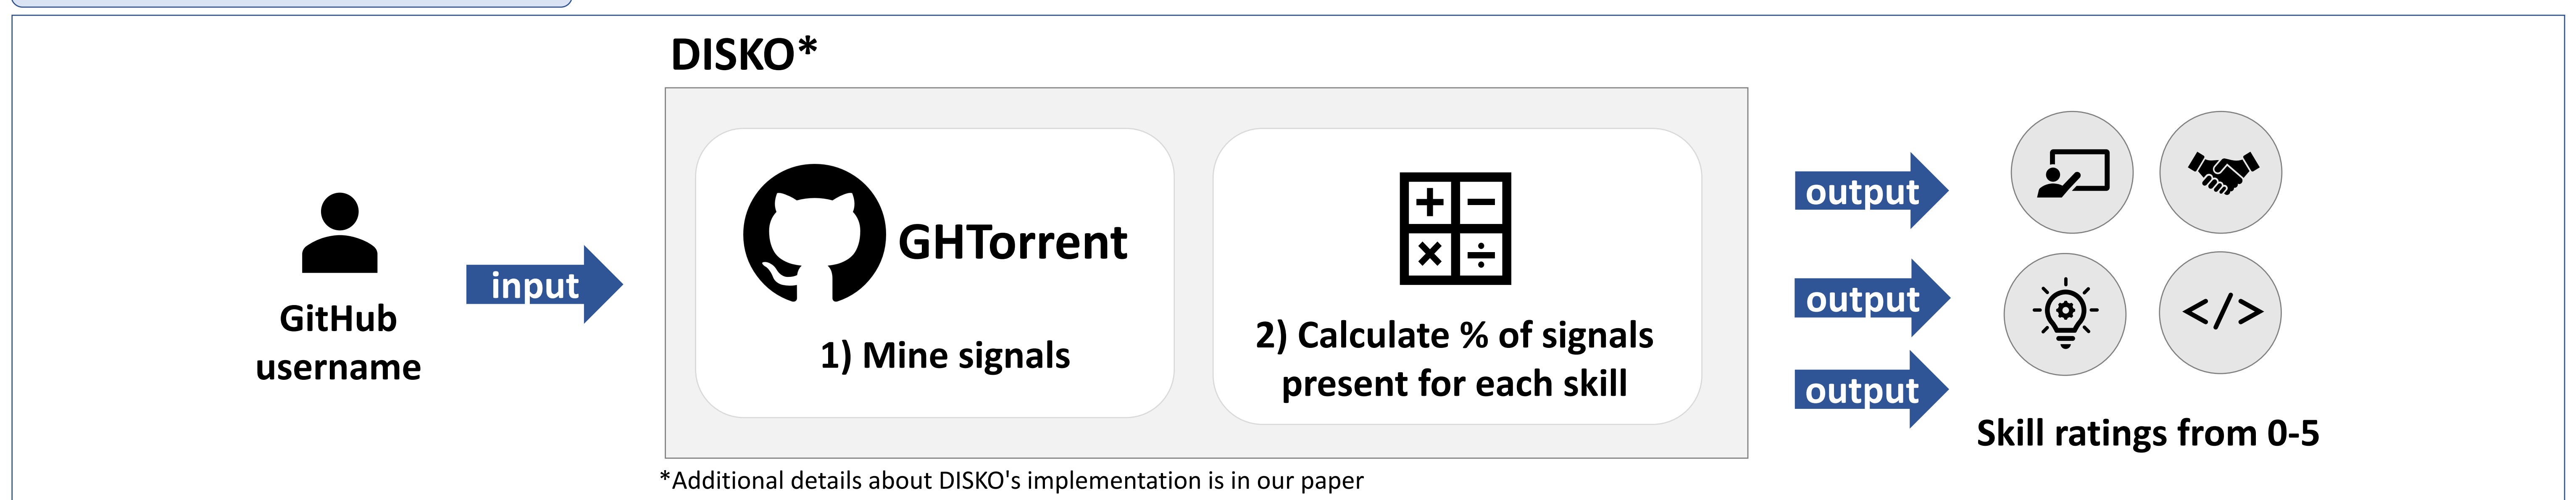 DISKO*
GitHub
username
input
GHTorrent
1) Mine signals
2) Calculate % of signals
present for each skill
output
output
output
</>
Skill ratings from 0-5
*Additional details about DISKO's implementation is in our paper